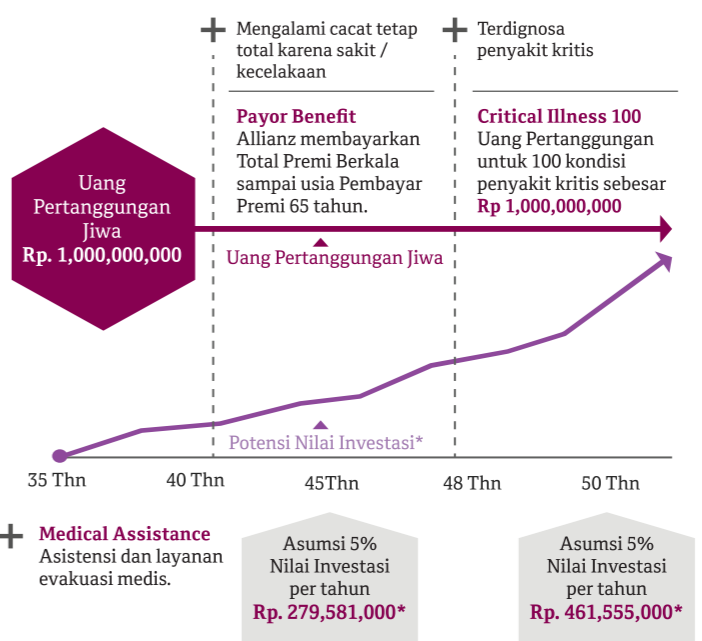 Mengalami cacat tetap
total karena sakit /
kecelakaan
Terdignosa
penyakit kritis
Payor Benefit
Allianz membayarkan
Total Premi Berkala
sampai usia Pembayar
Premi 65 tahun.
Critical Illness 100
Uang Pertanggungan
untuk 100 kondisi
penyakit kritis sebesar
Rp 1,000,000,000
Uang
Pertanggungan
Jiwa
Rp. 1,000,000,000
Uang Pertanggungan Jiwa
Potensi Nilai Investasi*
35 Thn
40 Thn
45Thn
48 Thn
50 Thn
Medical Assistance
Asistensi dan layanan
evakuasi medis.
Asumsi 5%
Nilai Investasi
per tahun
Rp. 279,581,000*
Asumsi 5%
Nilai Investasi
per tahun
Rp. 461,555,000*